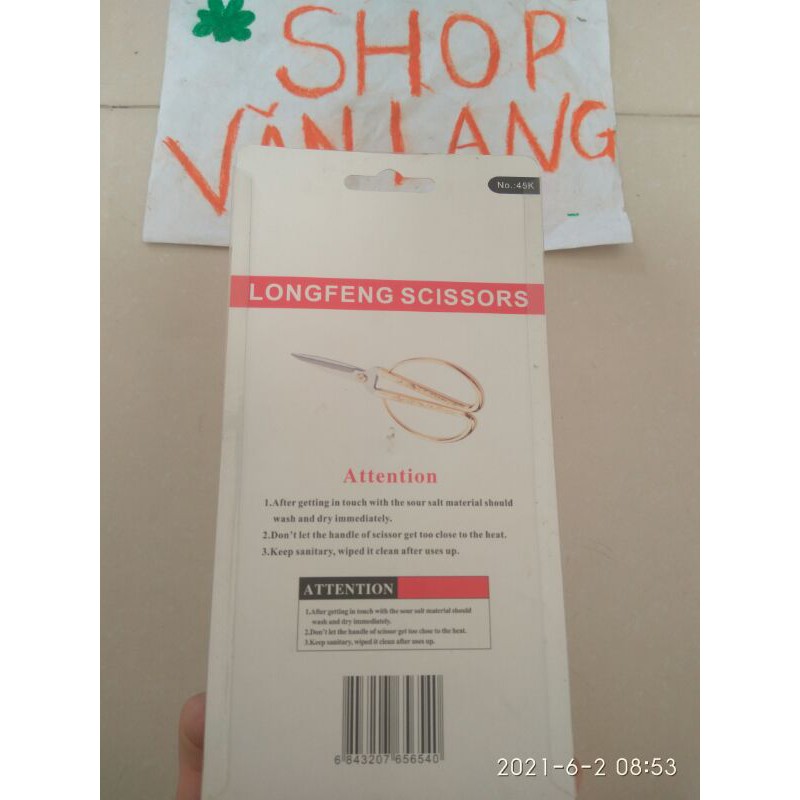 SHOP
VĂN LANG
No.:45K
LONGFENG SCISSORS
Attention
1.After getting in touch with the sour salt material should
wash and dry immediately.
2.Don't let the handle of scissor get too close to the heat.
3.Keep sanitary, wiped it clean after uses up.
ATTENTION
1.After getting in touch with the sour salt material should
wash and dry immediately.
2.Don't let the handle of scissor get too close to the heat.
3.Keep sanitary, wiped it clean after uses up.
6 843207 656540
2021-6-2 08:53